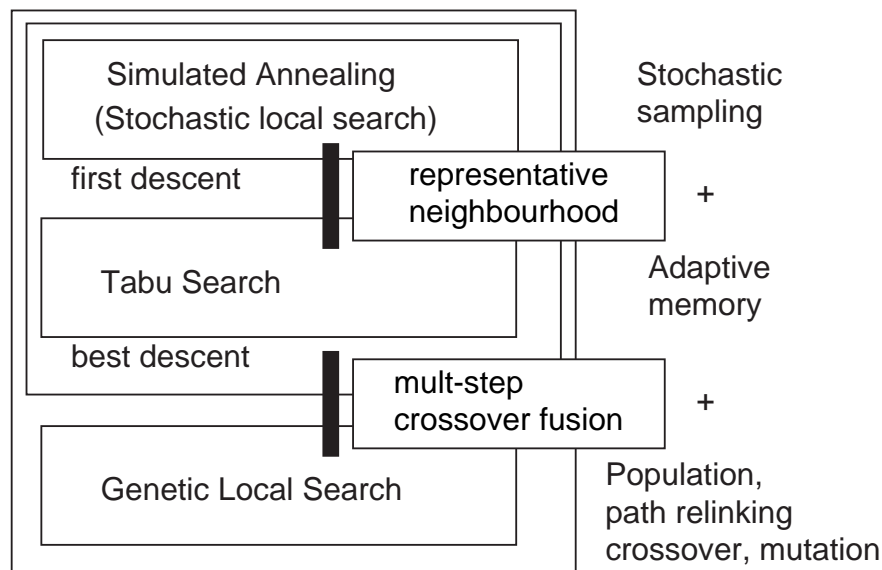 Simulated Annealing
(Stochastic local search)
Stochastic
sampling
first descent
representative
neighbourhood
+
Tabu Search
Adaptive
memory
best descent
mult-step
crossover fusion
+
Genetic Local Search
Population,
path relinking
crossover, mutation